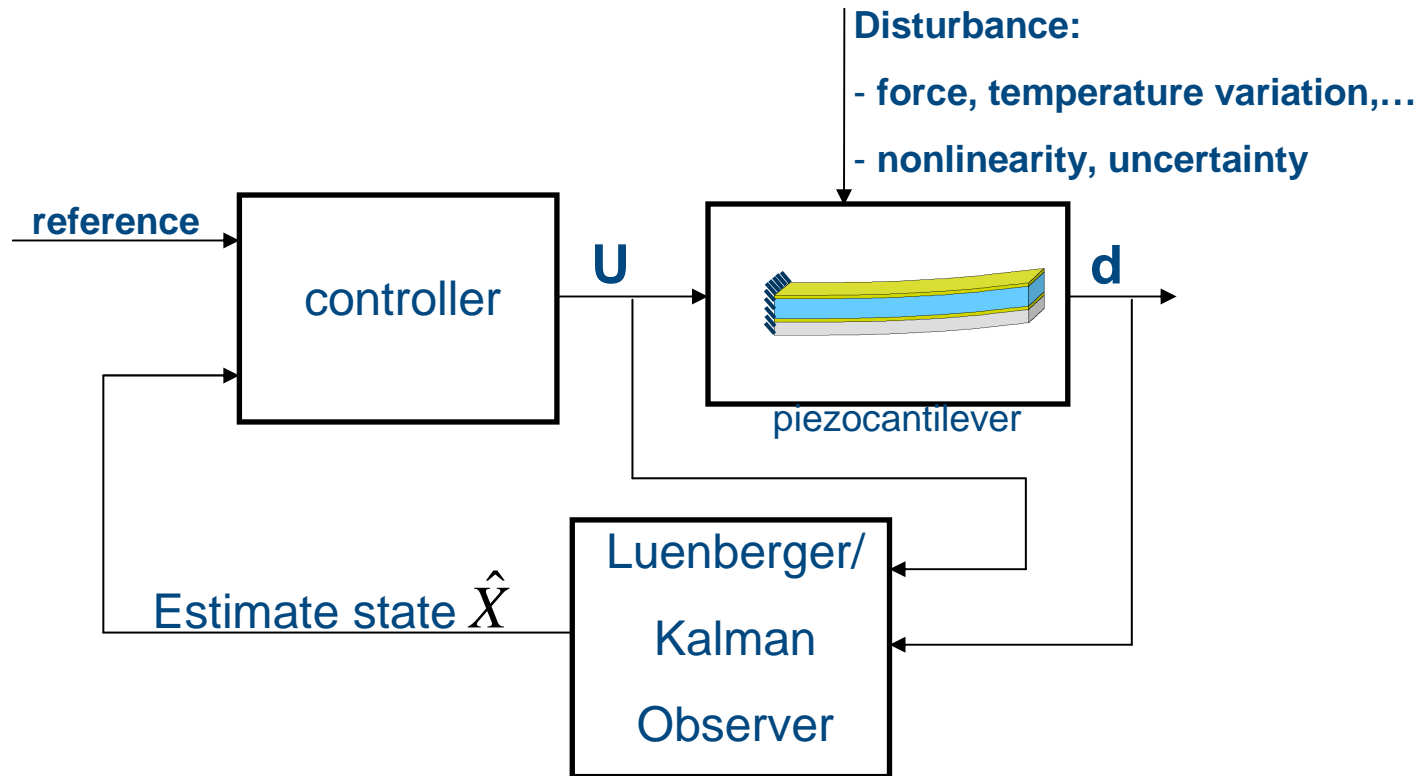 Disturbance:
- force, temperature variation,…
- nonlinearity, uncertainty
reference
controller
U
d
piezocantilever
Luenberger/
Kalman
Observer
Estimate state X̂